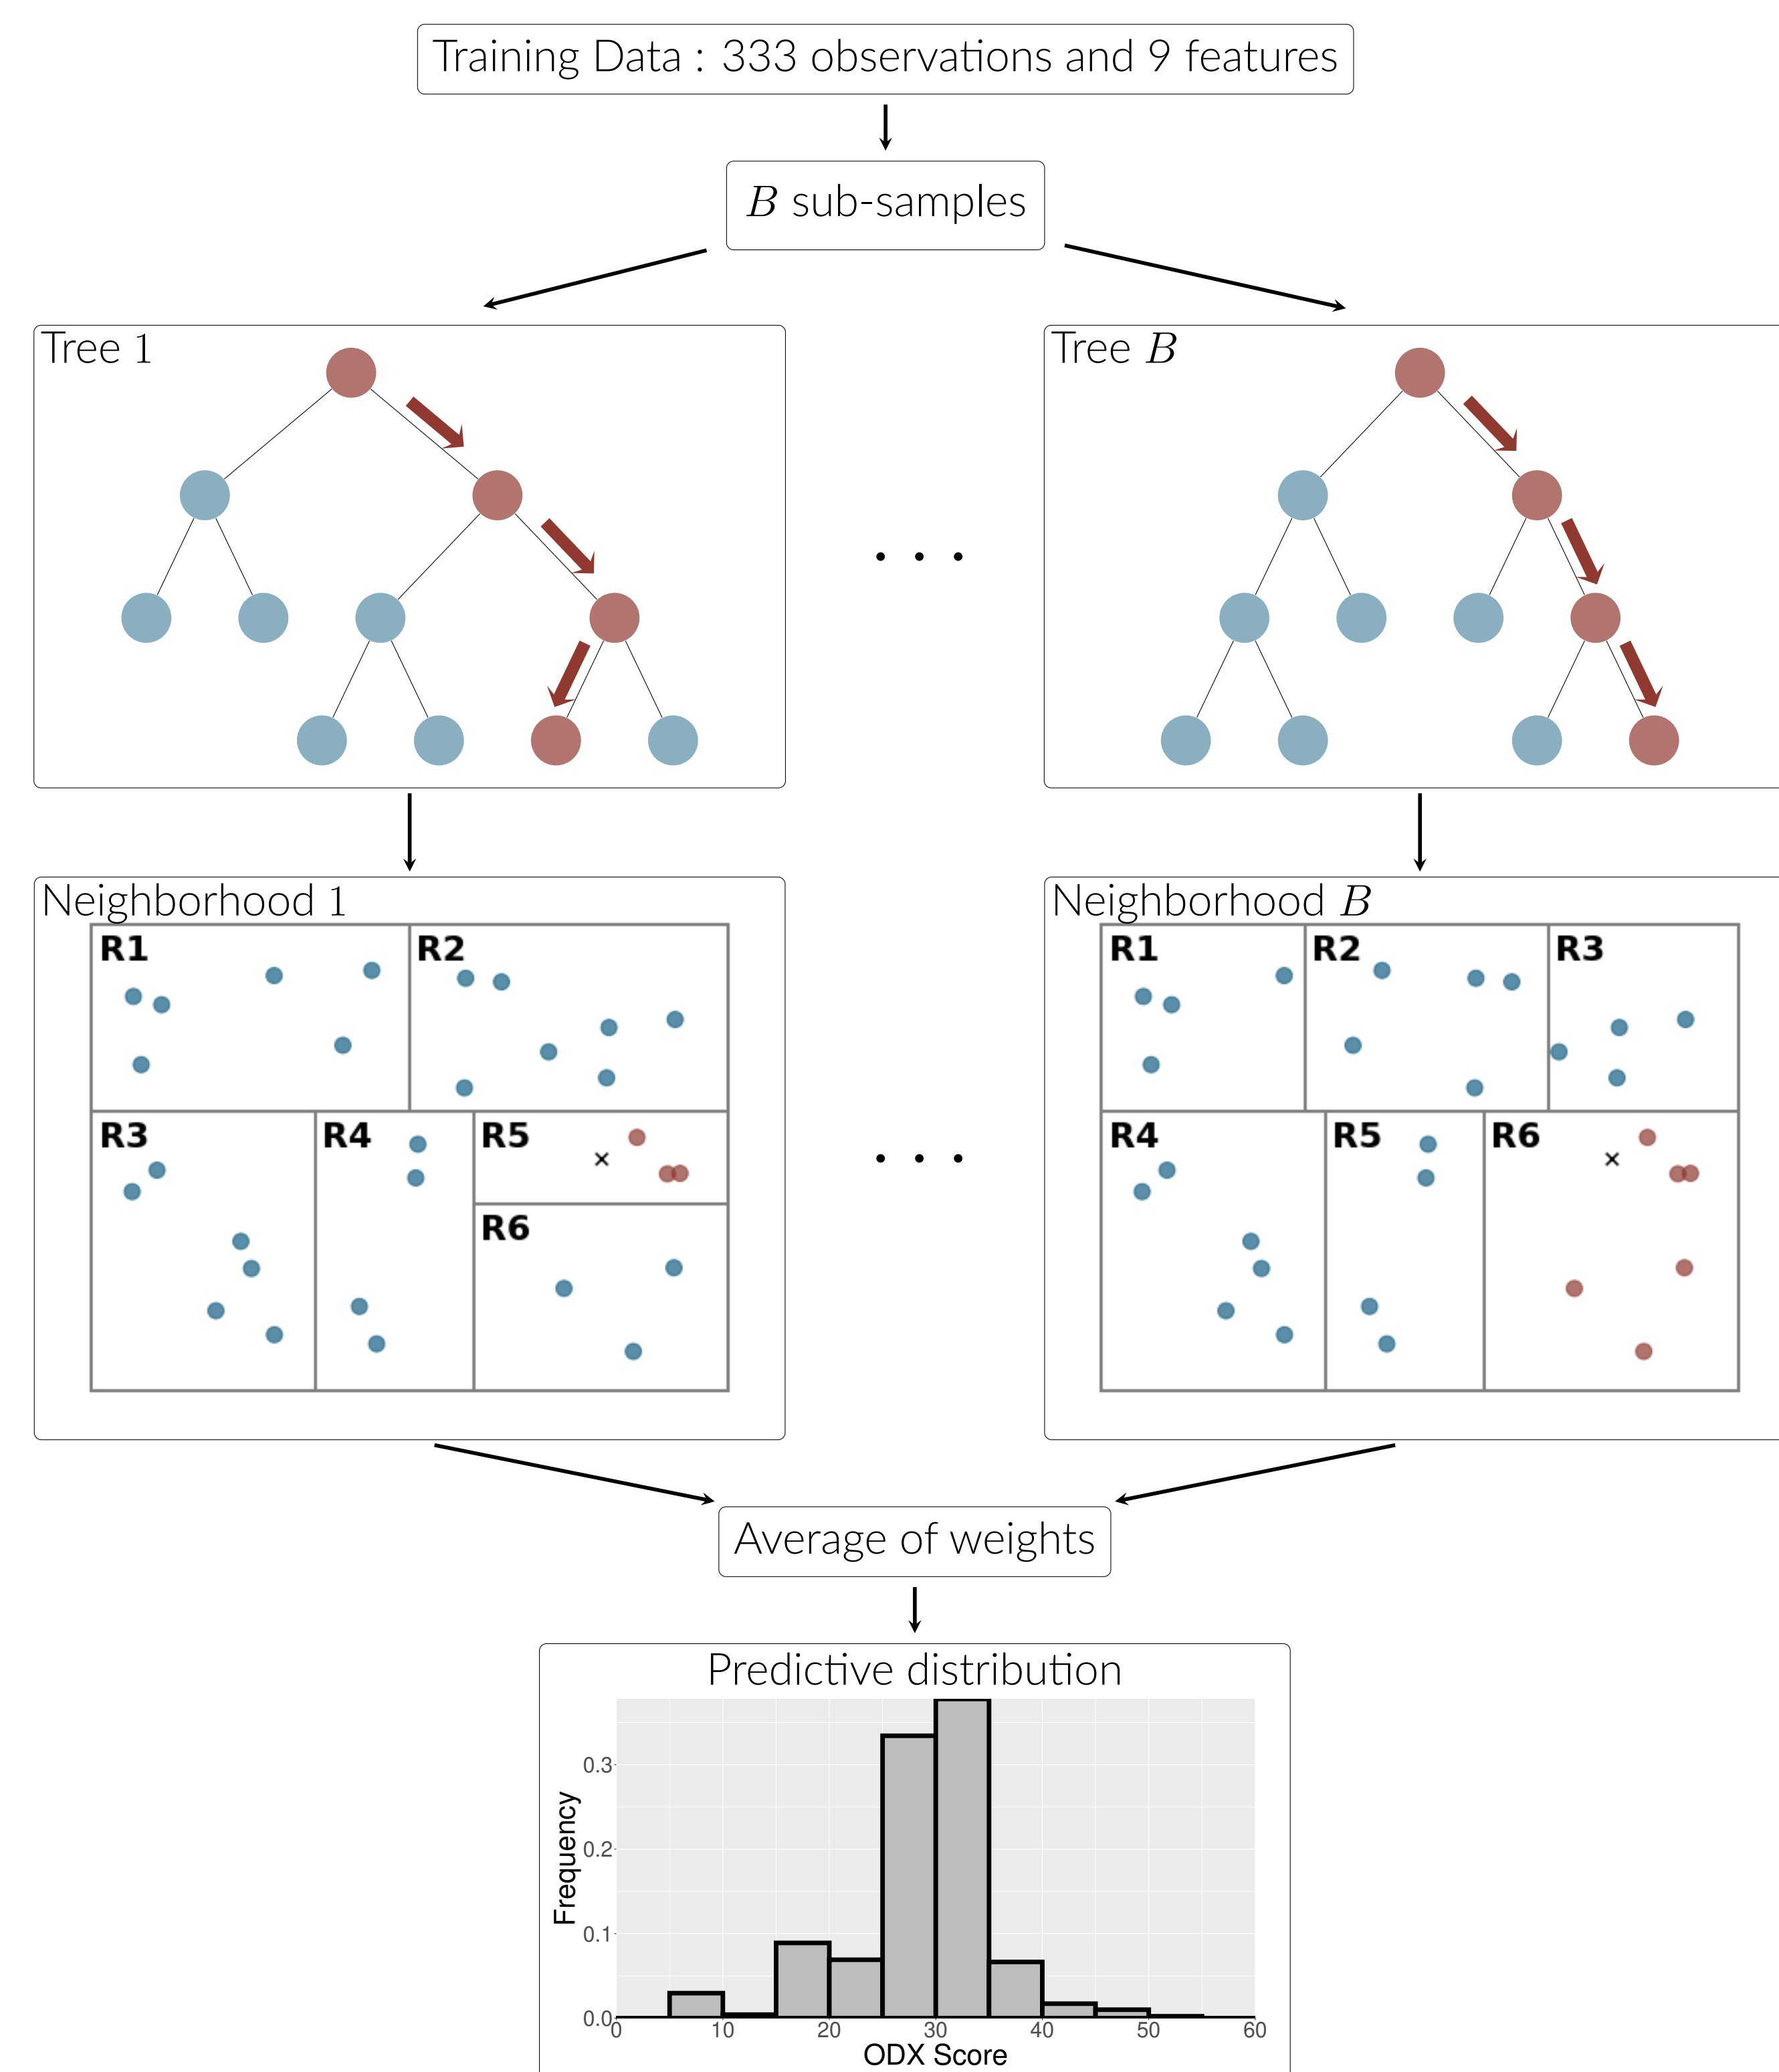 Training Data : 333 observations and 9 features
B sub-samples
Tree 1
Tree B
. . .
Neighborhood 1
R1
R2
R3
R4
R5
R6
. . .
Neighborhood B
R1
R2
R3
R4
R5
R6
Average of weights
Predictive distribution
Frequency
0.3
0.2
0.1
0.0
0 10 20 30 40 50 60
ODX Score